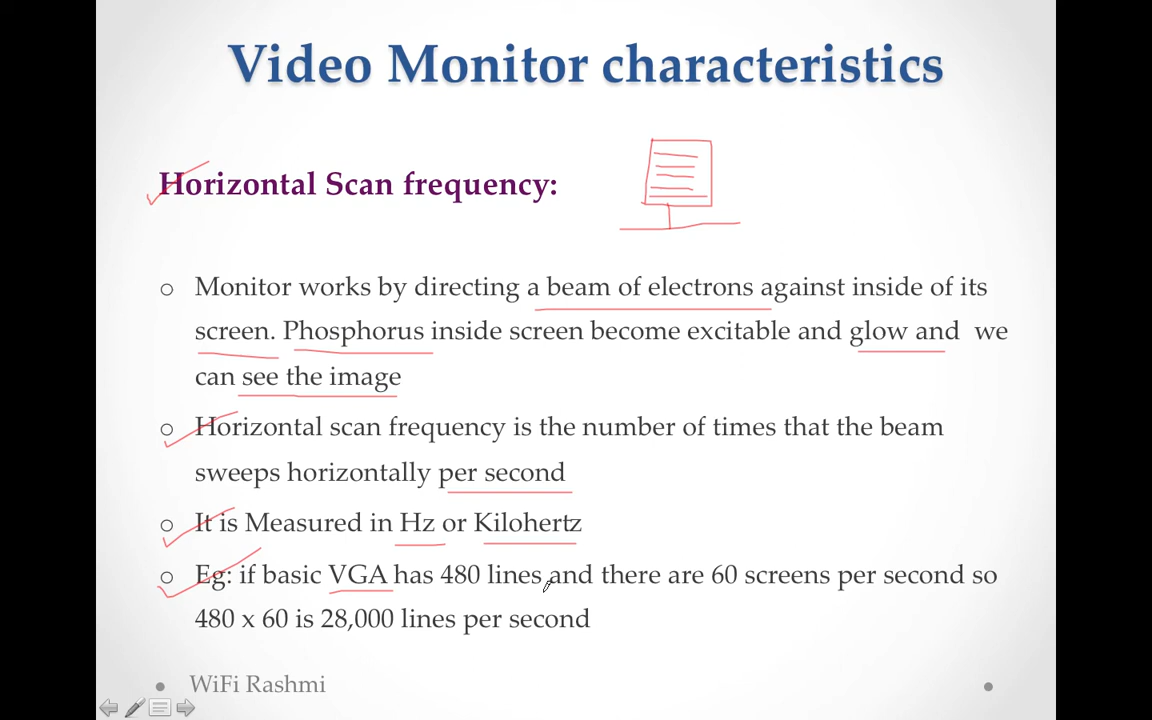 Video Monitor characteristics
Horizontal Scan frequency:
Monitor works by directing a beam of electrons against inside of its
screen. Phosphorus inside screen become excitable and glow and we
can see the image
Horizontal scan frequency is the number of times that the beam
sweeps horizontally per second
It is Measured in Hz or Kilohertz
Eg: if basic VGA has 480 lines and there are 60 screens per second so
480 x 60 is 28,000 lines per second
WiFi Rashmi